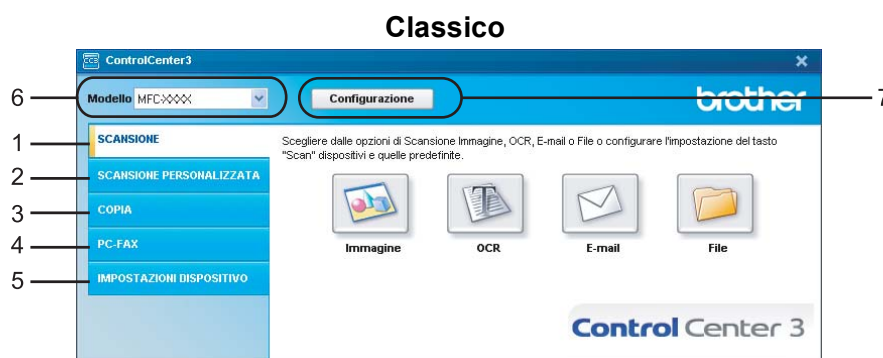 Classico
ControlCenter3
6
Modello MFC-XXXX
Configurazione
7
brother
1
SCANSIONE
Scegliere dalle opzioni di Scansione Immagine, OCR, E-mail o File o configurare l'impostazione del tasto
"Scan" dispositivi e quelle predefinite.
2
SCANSIONE PERSONALIZZATA
3
COPIA
4
PC-FAX
Immagine
OCR
E-mail
File
5
IMPOSTAZIONI DISPOSITIVO
Control Center 3